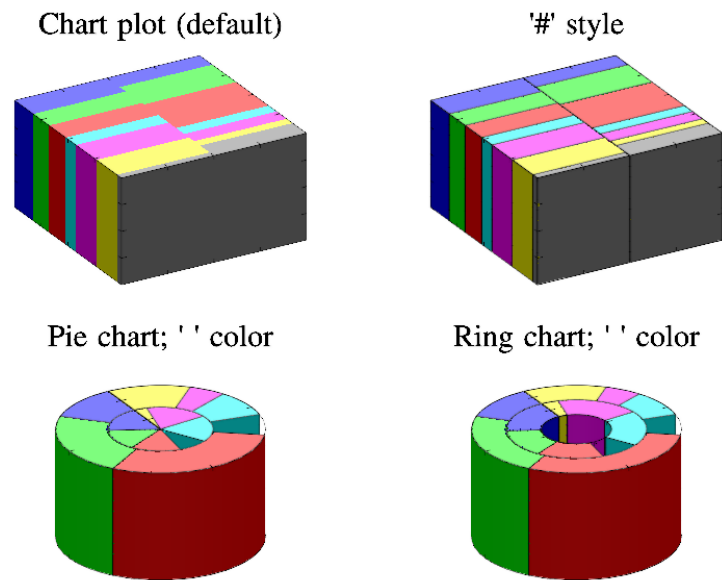 Chart plot (default)
'#' style
Pie chart; ' ' color
Ring chart; ' ' color